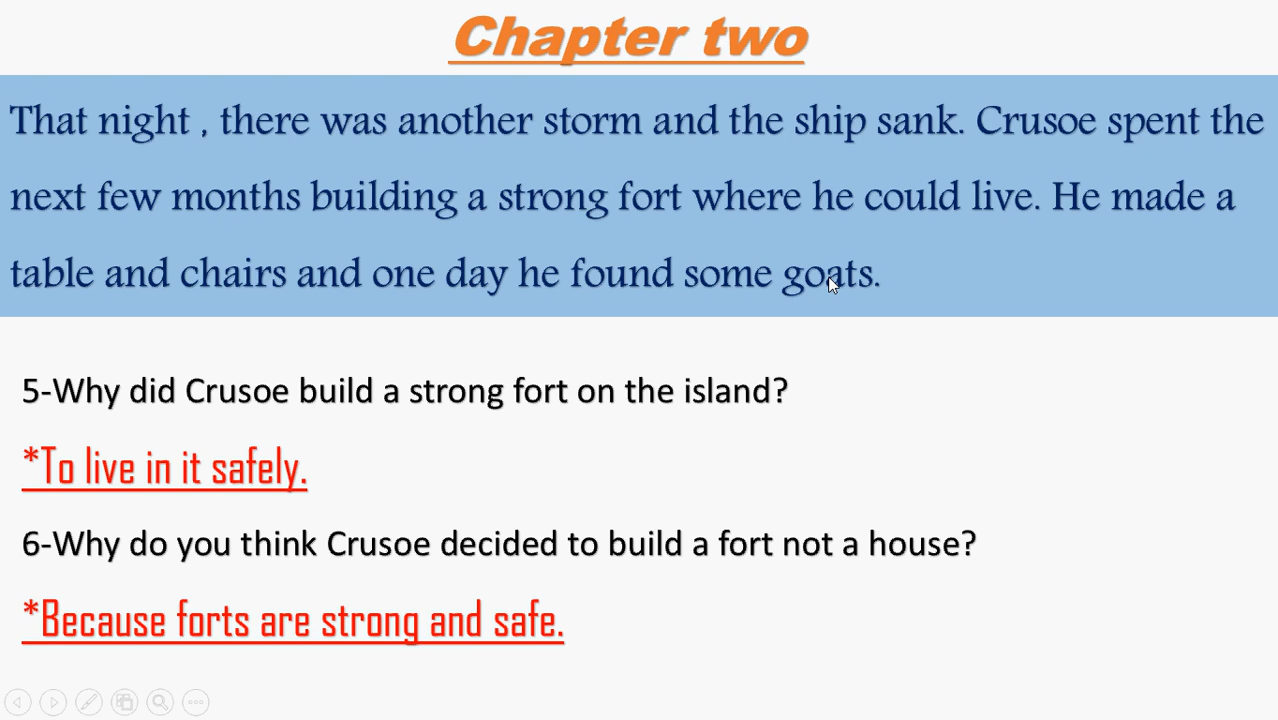 Chapter two
That night , there was another storm and the ship sank. Crusoe spent the
next few months building a strong fort where he could live. He made a
table and chairs and one day he found some goats.
5-Why did Crusoe build a strong fort on the island?
*To live in it safely.
6-Why do you think Crusoe decided to build a fort not a house?
*Because forts are strong and safe.